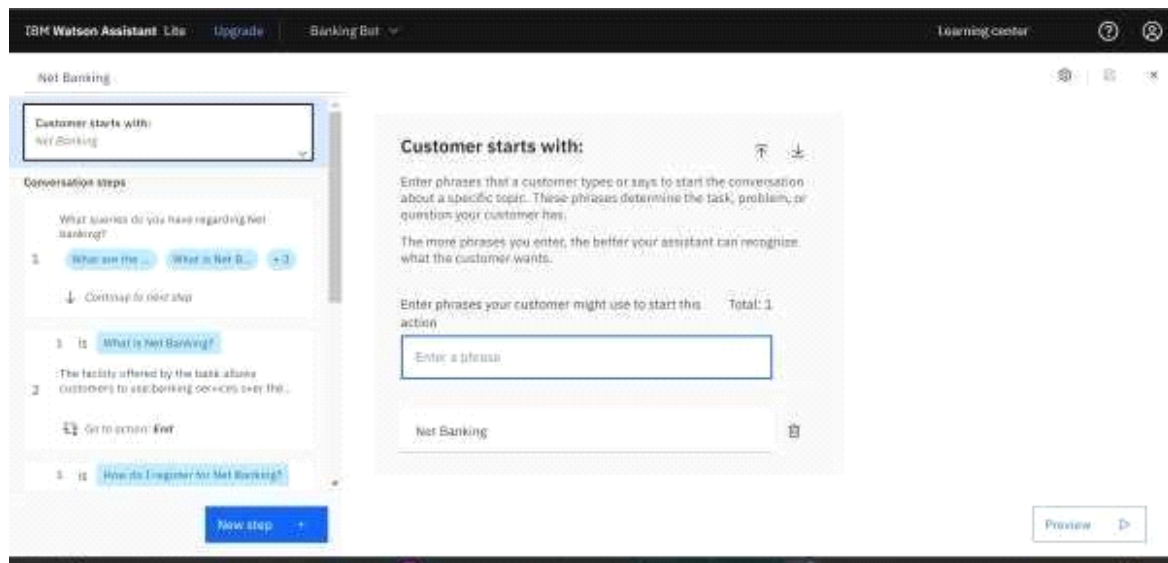 IBM Watson Assistant Lite Upgrade Banking Bot Learning center
Net Banking
Customer starts with:
Net Banking
Conversation steps
What queries do you have regarding Net
banking?
1 What are the ... What is Net B... + 3
Continue to next step
1 is What is Net Banking?
The facility offered by the bank allows
2 customers to use banking services over the...
Go to action: End
1 is How do I register for Net Banking?
New step +
Customer starts with:
Enter phrases that a customer types or says to start the conversation
about a specific topic. These phrases determine the task, problem, or
question your customer has.
The more phrases you enter, the better your assistant can recognize
what the customer wants.
Enter phrases your customer might use to start this Total: 1
action
Enter a phrase
Net Banking
Preview